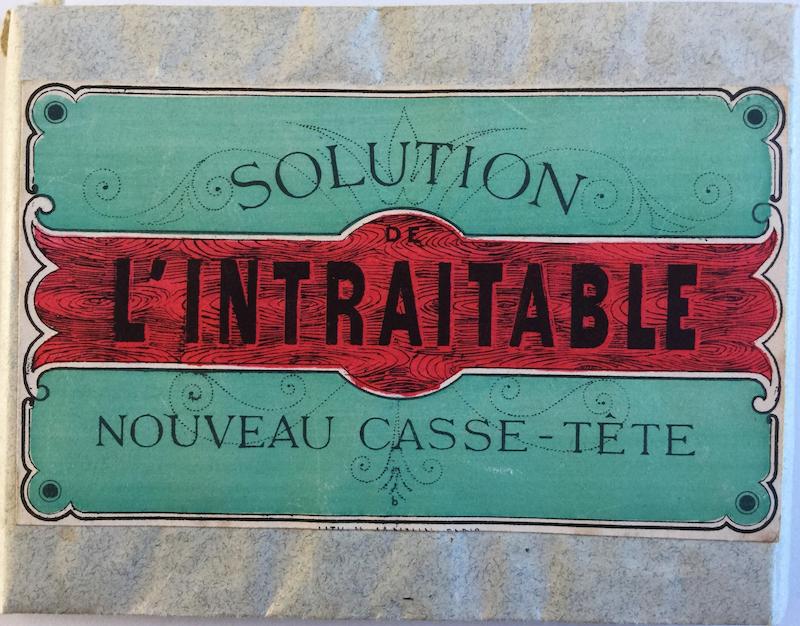 SOLUTION
DE
L'INTRAITABLE
NOUVEAU CASSE-TÊTE